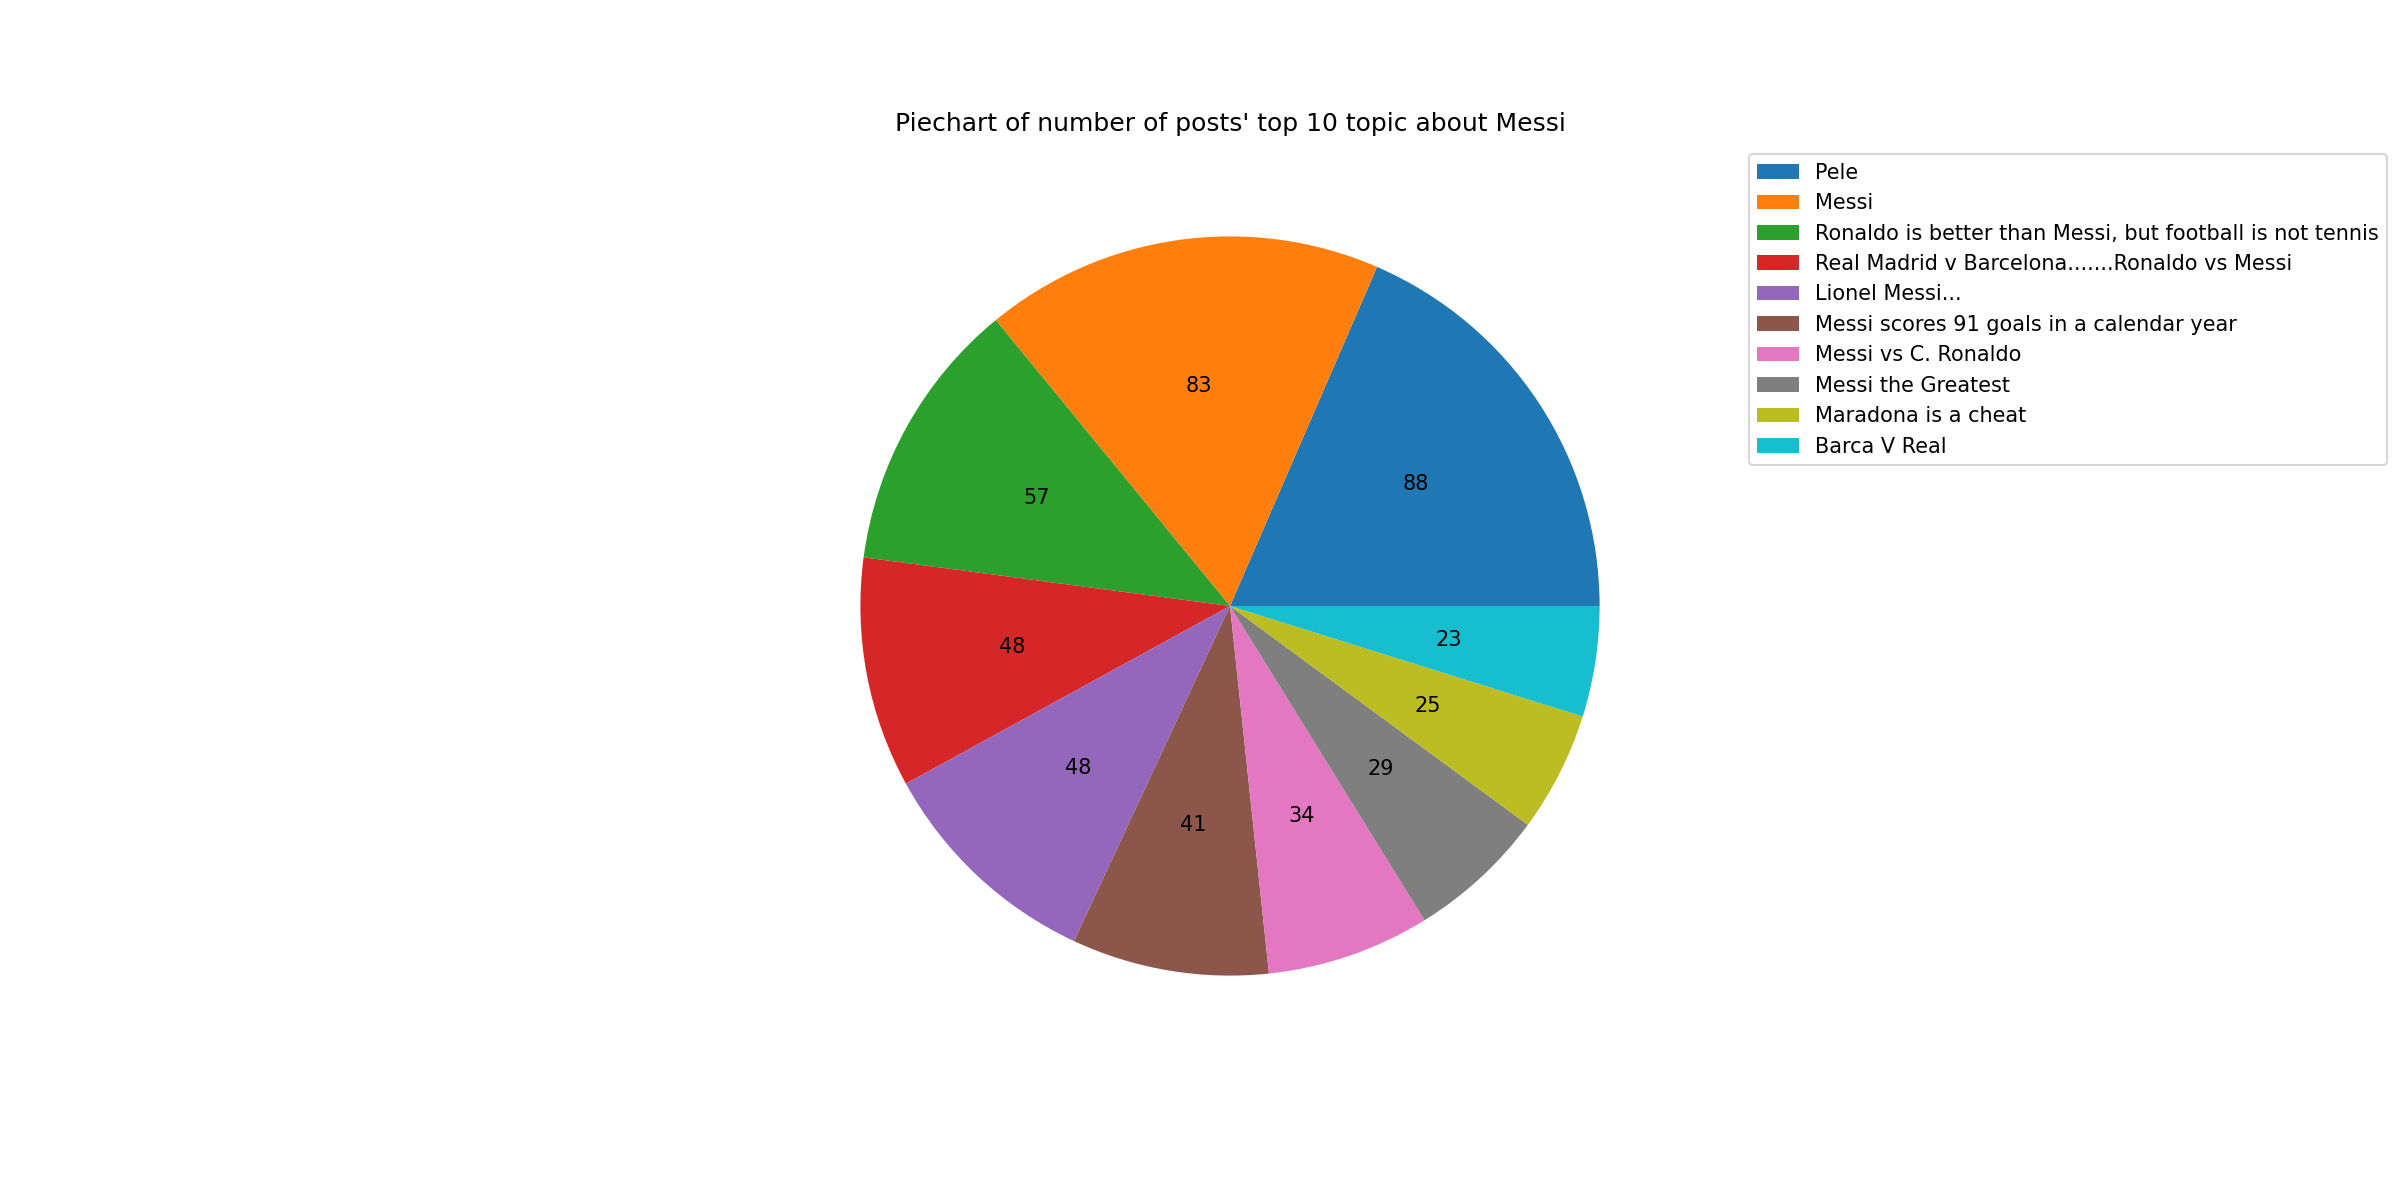 Piechart of number of posts' top 10 topic about Messi
Pele
Messi
Ronaldo is better than Messi, but football is not tennis
Real Madrid v Barcelona.......Ronaldo vs Messi
Lionel Messi...
Messi scores 91 goals in a calendar year
Messi vs C. Ronaldo
Messi the Greatest
Maradona is a cheat
Barca V Real
88
83
57
48
48
41
34
29
25
23